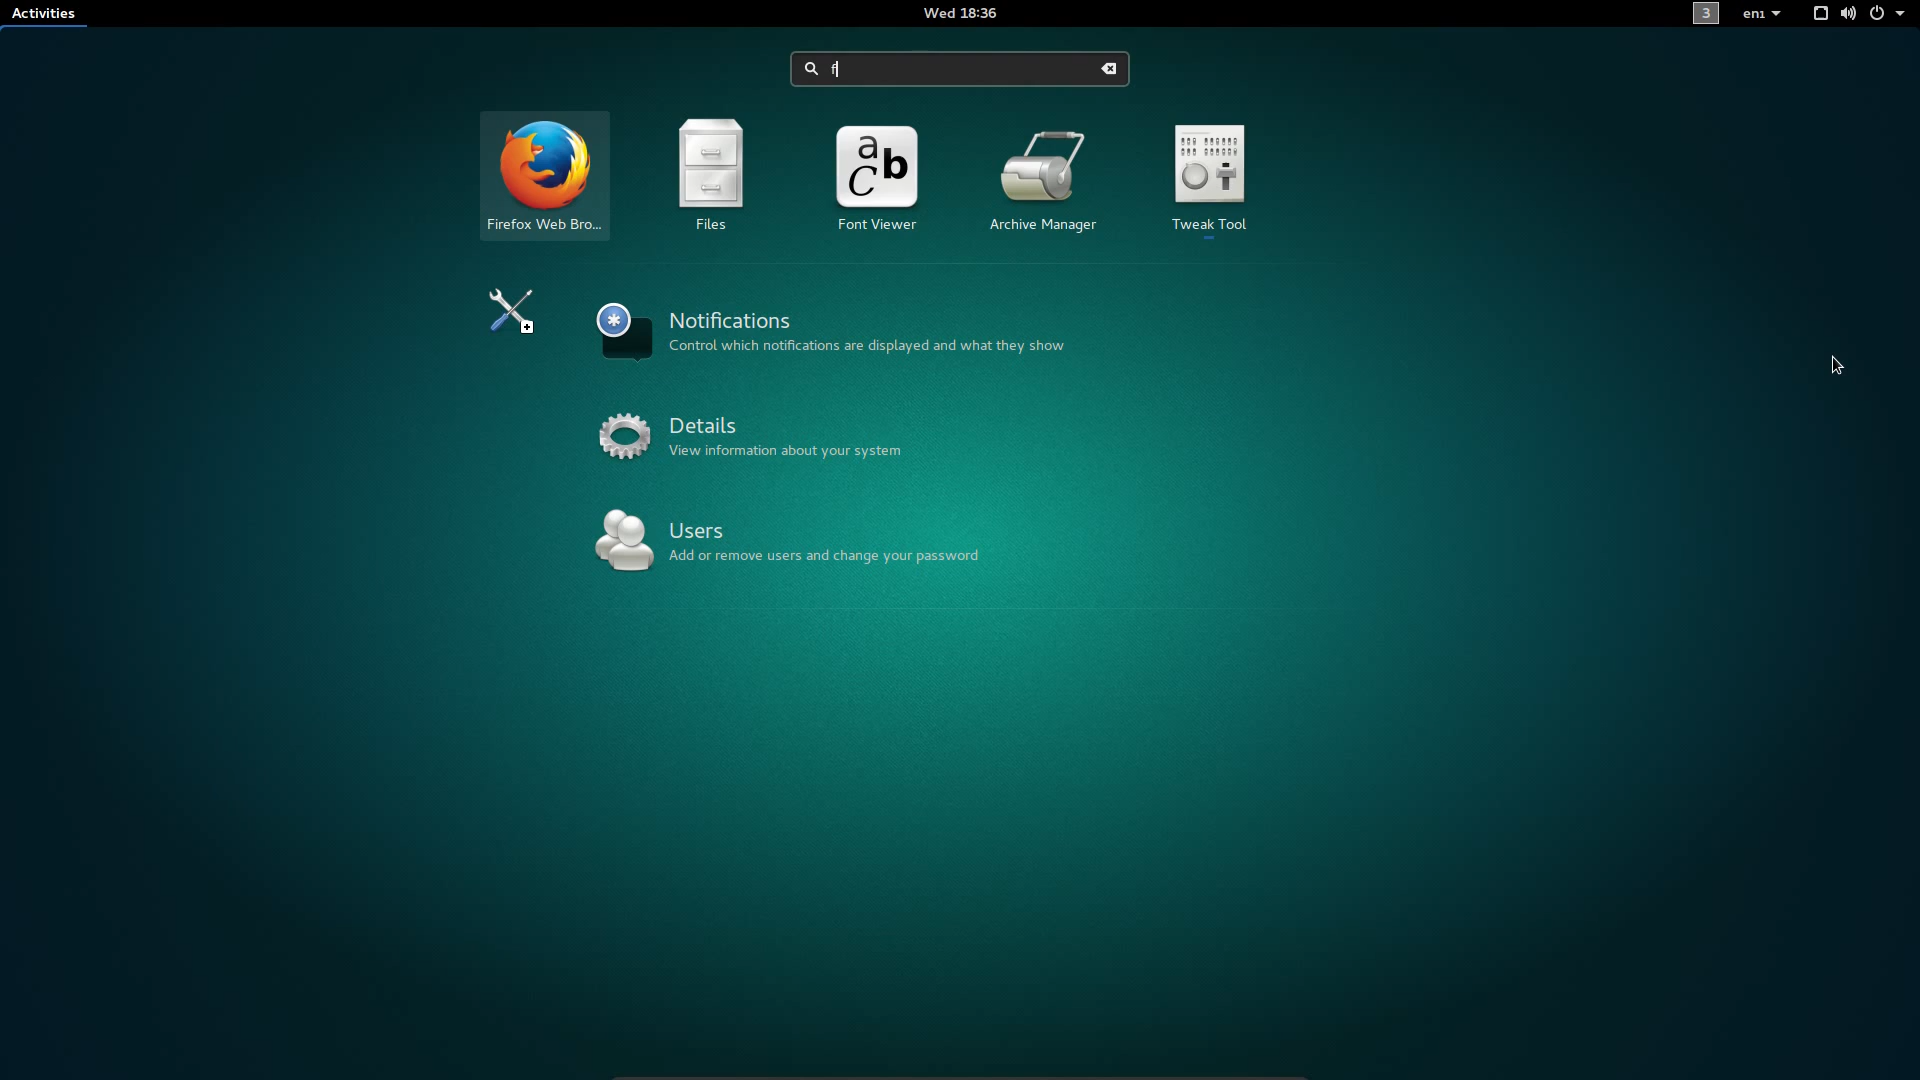 Activities
Wed 18:36
3
en1
f
Firefox Web Bro...
Files
Font Viewer
Archive Manager
Tweak Tool
a
b
C
Notifications
Control which notifications are displayed and what they show
Details
View information about your system
Users
Add or remove users and change your password